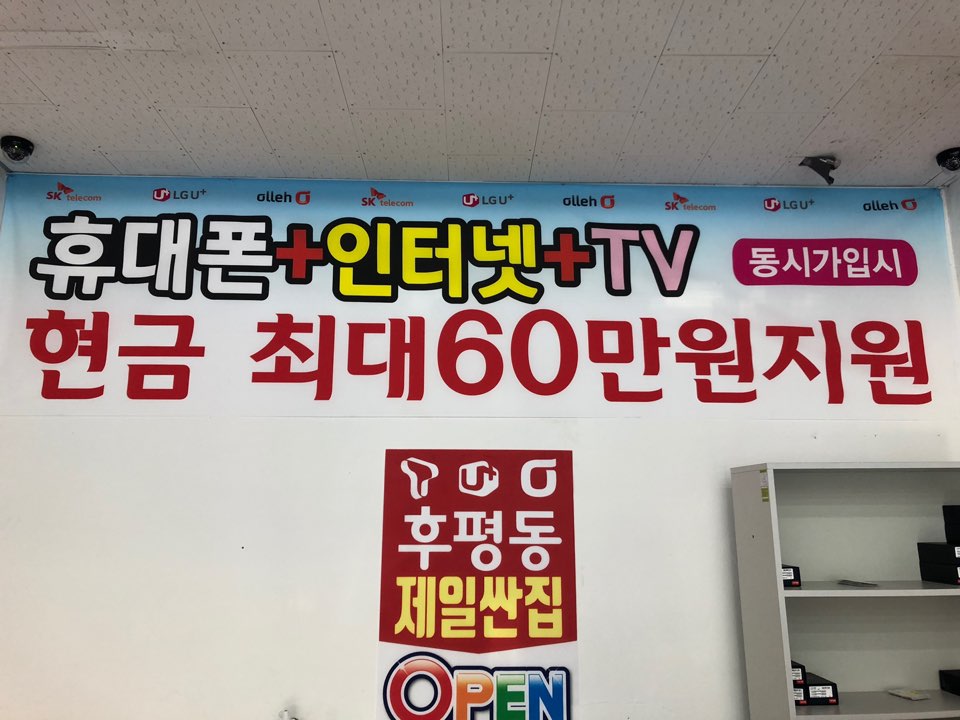 SK telecom LG U+ olleh SK telecom LG U+ olleh SK telecom LG U+ olleh
휴대폰+인터넷+TV 동시가입시
현금 최대60만원지원
T U+
후평동
제일싼집
OPEN